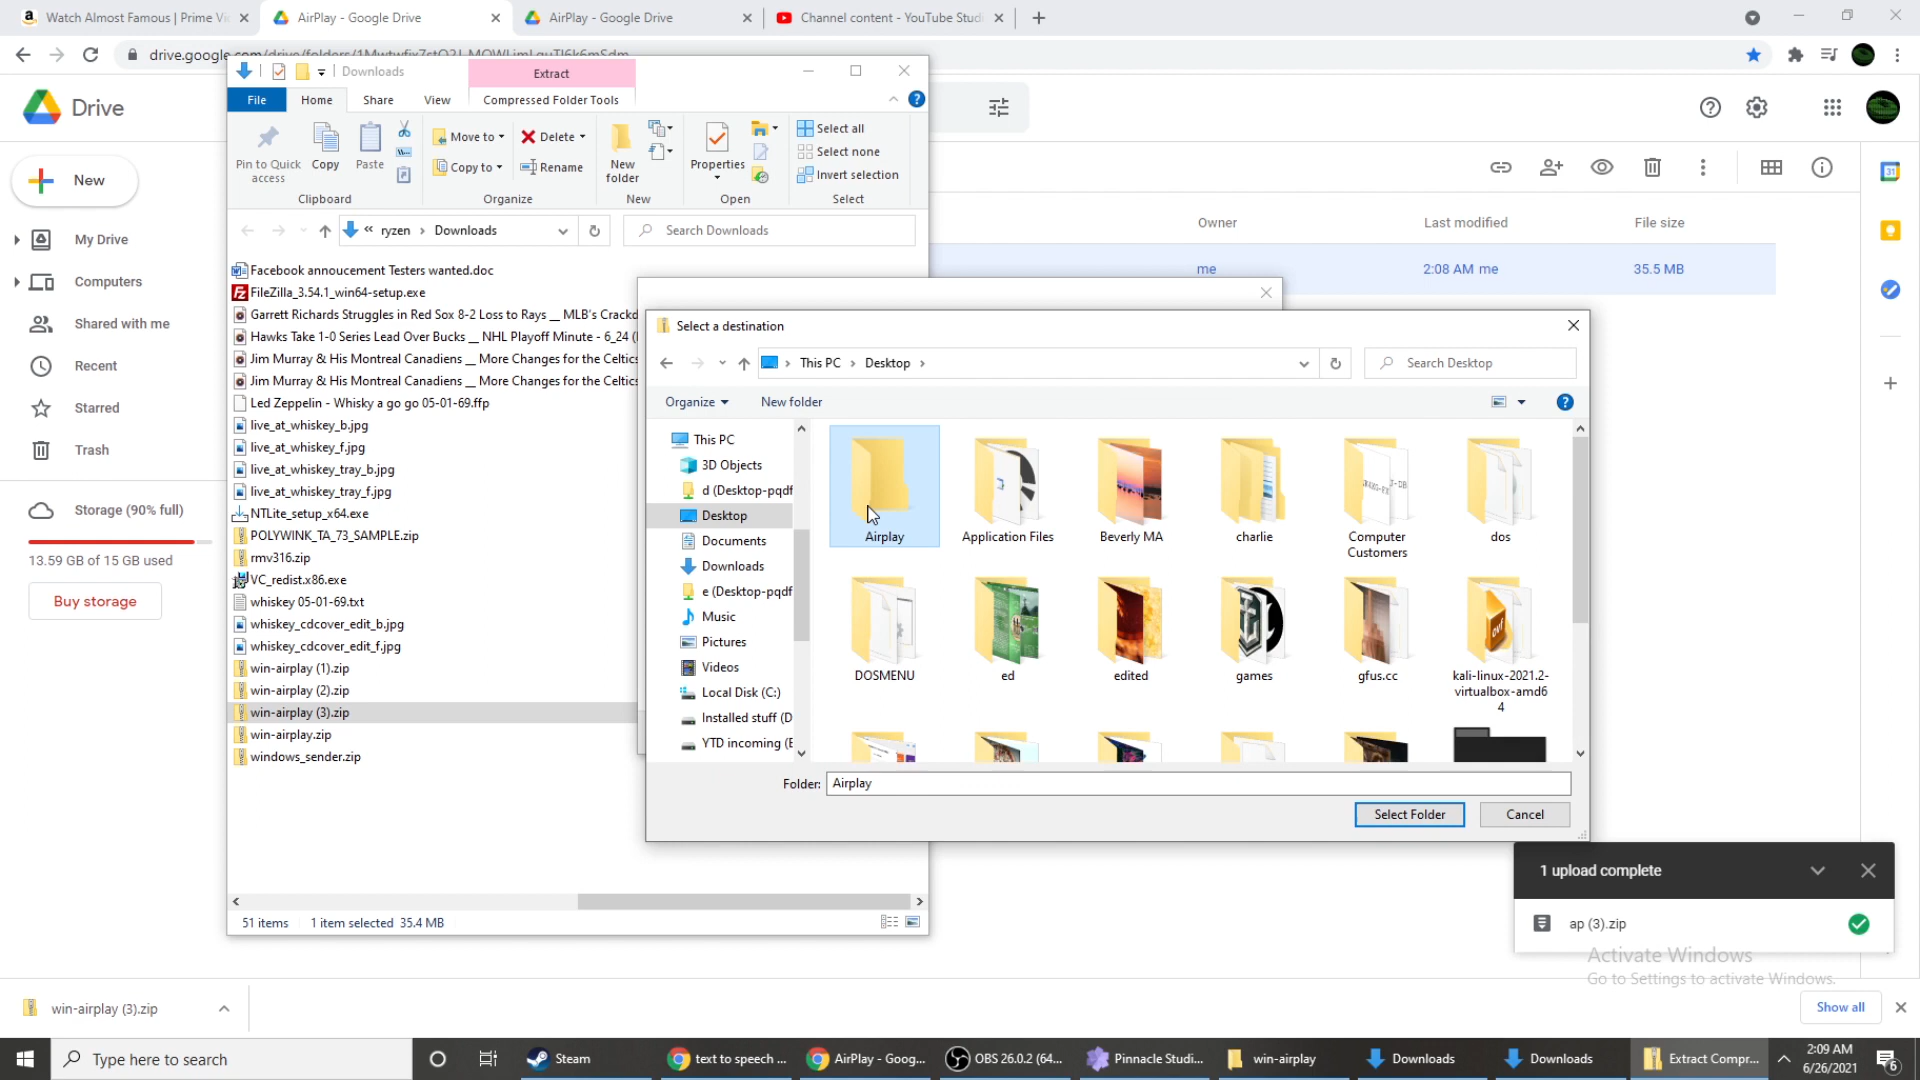 Watch Almost Famous | Prime Vi
AirPlay - Google Drive
AirPlay - Google Drive
Channel content - YouTube Studi
drive.google
Downloads
Extract
File
Home
Share
View
Compressed Folder Tools
Pin to Quick access
Copy
Paste
Move to
Copy to
Delete
Rename
New folder
Properties
Select all
Select none
Invert selection
Clipboard
Organize
New
Open
Select
« ryzen › Downloads
Search Downloads
Drive
New
My Drive
Computers
Shared with me
Recent
Starred
Trash
Storage (90% full)
13.59 GB of 15 GB used
Buy storage
Owner
Last modified
File size
me
2:08 AM me
35.5 MB
31
Facebook annoucement Testers wanted.doc
FileZilla_3.54.1_win64-setup.exe
Garrett Richards Struggles in Red Sox 8-2 Loss to Rays __ MLB's Crackd
Hawks Take 1-0 Series Lead Over Bucks __ NHL Playoff Minute - 6_24 (
Jim Murray & His Montreal Canadiens __ More Changes for the Celtics
Jim Murray & His Montreal Canadiens __ More Changes for the Celtics
Led Zeppelin - Whisky a go go 05-01-69.ffp
live_at_whiskey_b.jpg
live_at_whiskey_f.jpg
live_at_whiskey_tray_b.jpg
live_at_whiskey_tray_f.jpg
NTLite_setup_x64.exe
POLYWINK_TA_73_SAMPLE.zip
rmv316.zip
VC_redist.x86.exe
whiskey 05-01-69.txt
whiskey_cdcover_edit_b.jpg
whiskey_cdcover_edit_f.jpg
win-airplay (1).zip
win-airplay (2).zip
win-airplay (3).zip
win-airplay.zip
windows_sender.zip
51 items
1 item selected 35.4 MB
Select a destination
› This PC › Desktop ›
Search Desktop
Organize
New folder
This PC
3D Objects
d (Desktop-pqdf
Desktop
Documents
Downloads
e (Desktop-pqdf
Music
Pictures
Videos
Local Disk (C:)
Installed stuff (D
YTD incoming (E
Airplay
Application Files
Beverly MA
charlie
Computer Customers
dos
DOSMENU
ed
edited
games
gfus.cc
kali-linux-2021.2-virtualbox-amd64
Folder: Airplay
Select Folder
Cancel
1 upload complete
ap (3).zip
Activate Windows
Go to Settings to activate Windows.
win-airplay (3).zip
Show all
Type here to search
Steam
text to speech ...
AirPlay - Goog...
OBS 26.0.2 (64...
Pinnacle Studi...
win-airplay
Downloads
Downloads
Extract Compr...
2:09 AM
6/26/2021
6